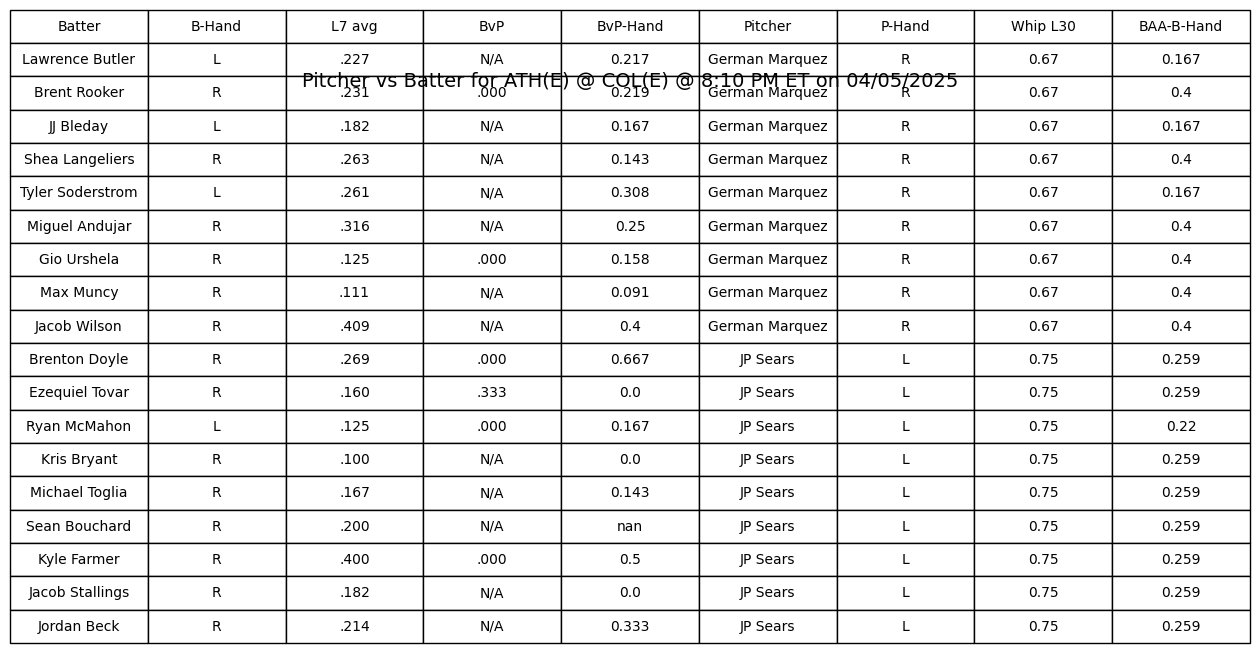 Batter B-Hand L7 avg BvP BvP-Hand Pitcher P-Hand Whip L30 BAA-B-Hand
Lawrence Butler L .227 N/A 0.217 German Marquez R 0.67 0.167
Pitcher vs Batter for ATH(E) @ COL(E) @ 8:10 PM ET on 04/05/2025
Brent Rooker R .231 .000 0.219 German Marquez R 0.67 0.4
JJ Bleday L .182 N/A 0.167 German Marquez R 0.67 0.167
Shea Langeliers R .263 N/A 0.143 German Marquez R 0.67 0.4
Tyler Soderstrom L .261 N/A 0.308 German Marquez R 0.67 0.167
Miguel Andujar R .316 N/A 0.25 German Marquez R 0.67 0.4
Gio Urshela R .125 .000 0.158 German Marquez R 0.67 0.4
Max Muncy R .111 N/A 0.091 German Marquez R 0.67 0.4
Jacob Wilson R .409 N/A 0.4 German Marquez R 0.67 0.4
Brenton Doyle R .269 .000 0.667 JP Sears L 0.75 0.259
Ezequiel Tovar R .160 .333 0.0 JP Sears L 0.75 0.259
Ryan McMahon L .125 .000 0.167 JP Sears L 0.75 0.22
Kris Bryant R .100 N/A 0.0 JP Sears L 0.75 0.259
Michael Toglia R .167 N/A 0.143 JP Sears L 0.75 0.259
Sean Bouchard R .200 N/A nan JP Sears L 0.75 0.259
Kyle Farmer R .400 .000 0.5 JP Sears L 0.75 0.259
Jacob Stallings R .182 N/A 0.0 JP Sears L 0.75 0.259
Jordan Beck R .214 N/A 0.333 JP Sears L 0.75 0.259